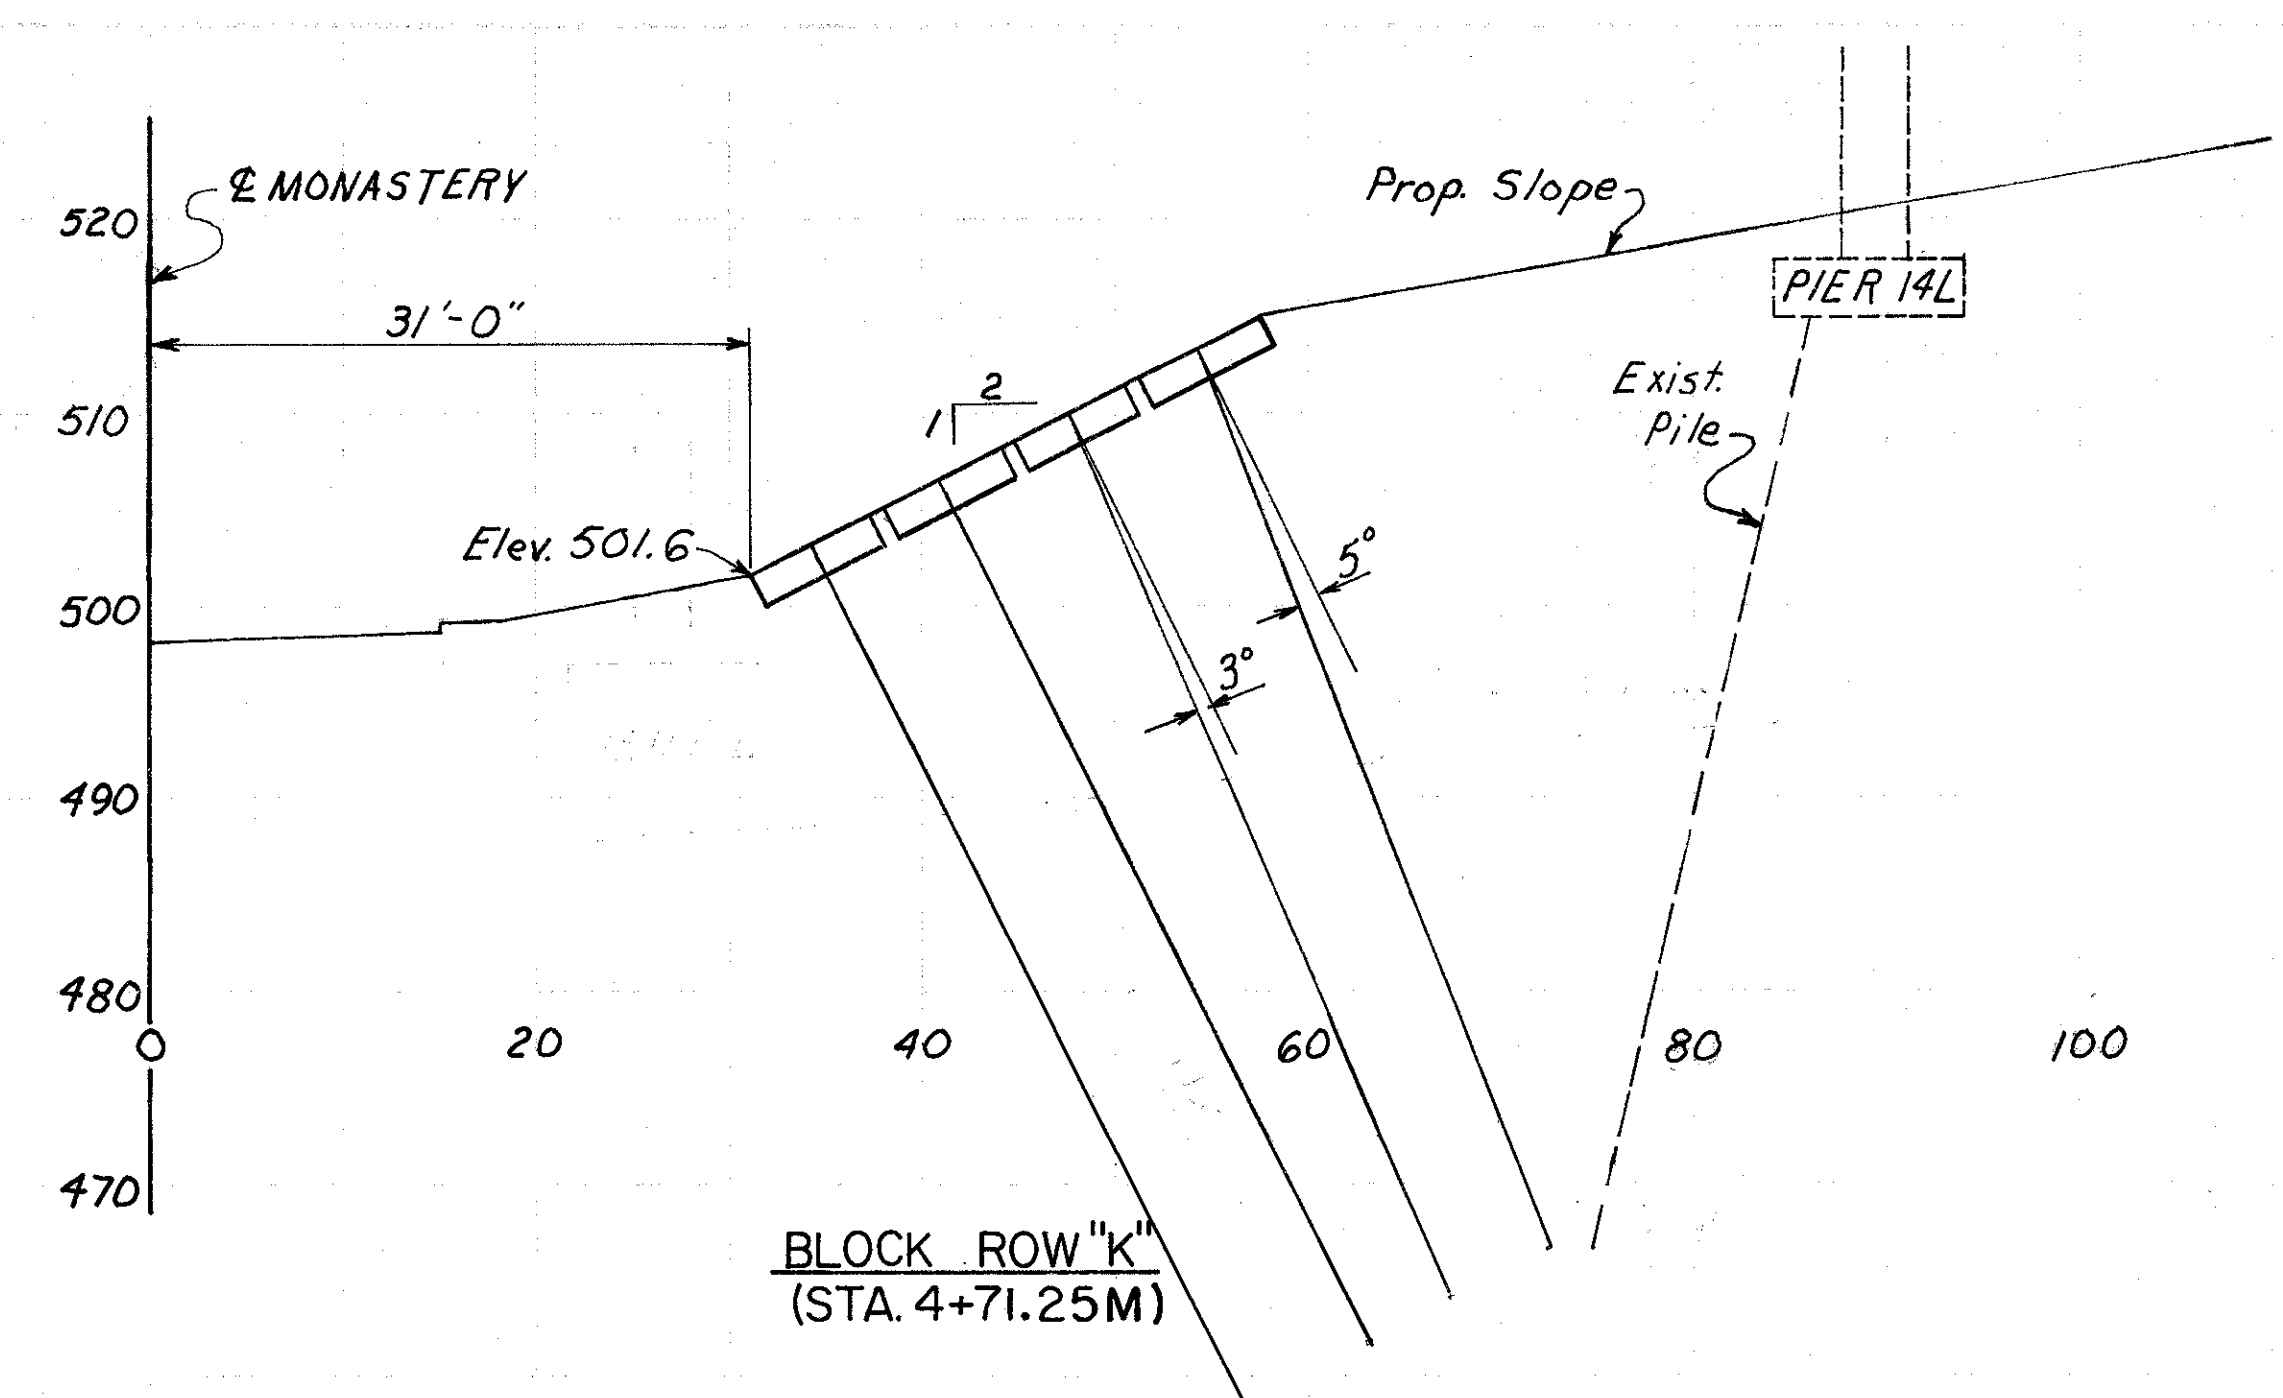 ℄ MONASTERY
Prop. Slope
520
PIER 14L
31'-0"
Exist.
Pile
2
1
510
Elev. 501.6
5°
500
3°
490
480
0 20 40 60 80 100
470
BLOCK ROW "K"
(STA. 4+71.25M)